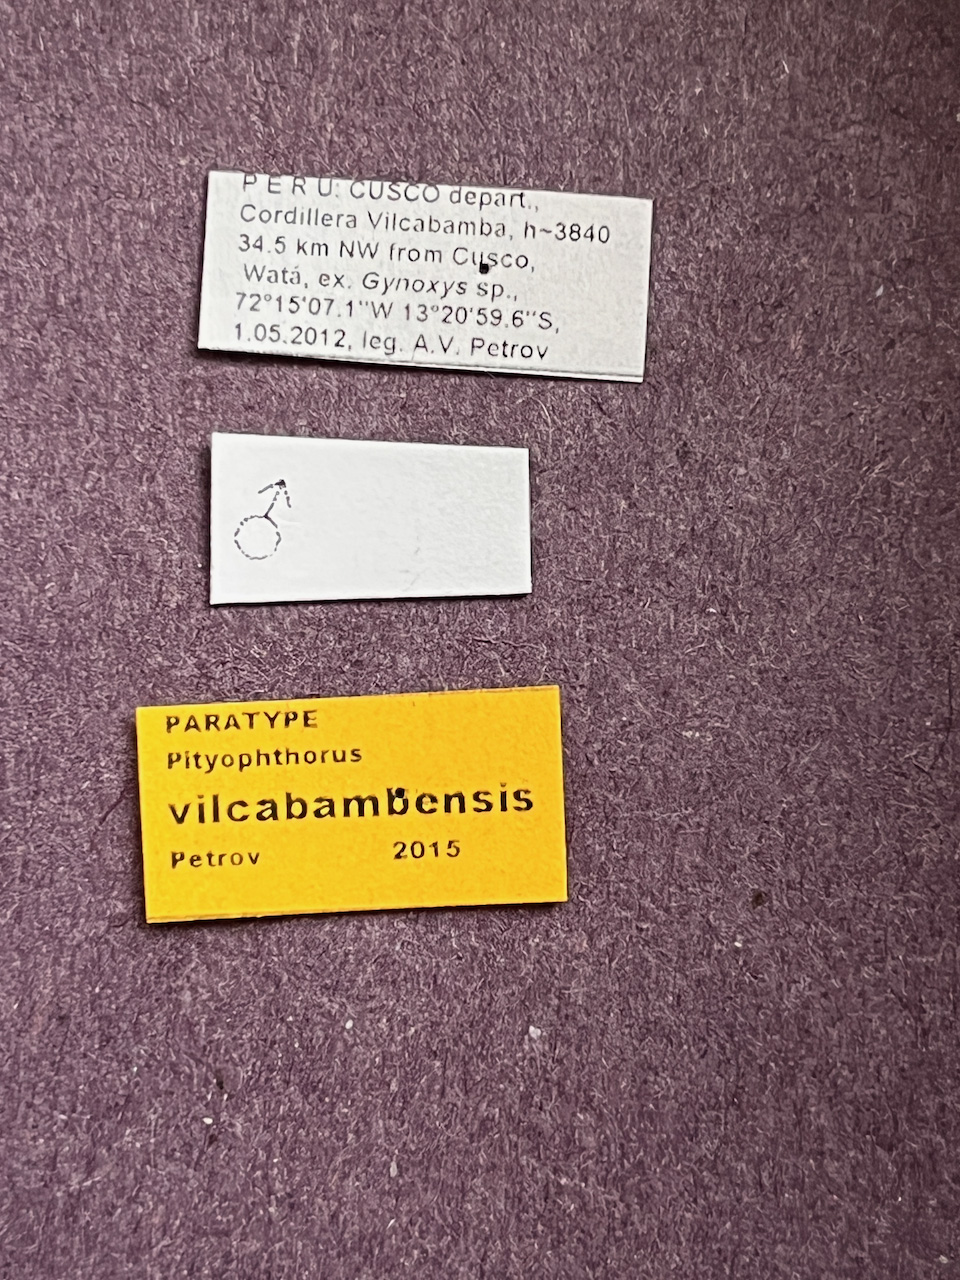 PERU: CUSCO depart.,
Cordillera Vilcabamba, h~3840
34.5 km NW from Cusco,
Watá, ex. Gynoxys sp.,
72°15'07.1''W 13°20'59.6''S,
1.05.2012, leg. A.V. Petrov
♂
PARATYPE
Pityophthorus
vilcabambensis
Petrov 2015